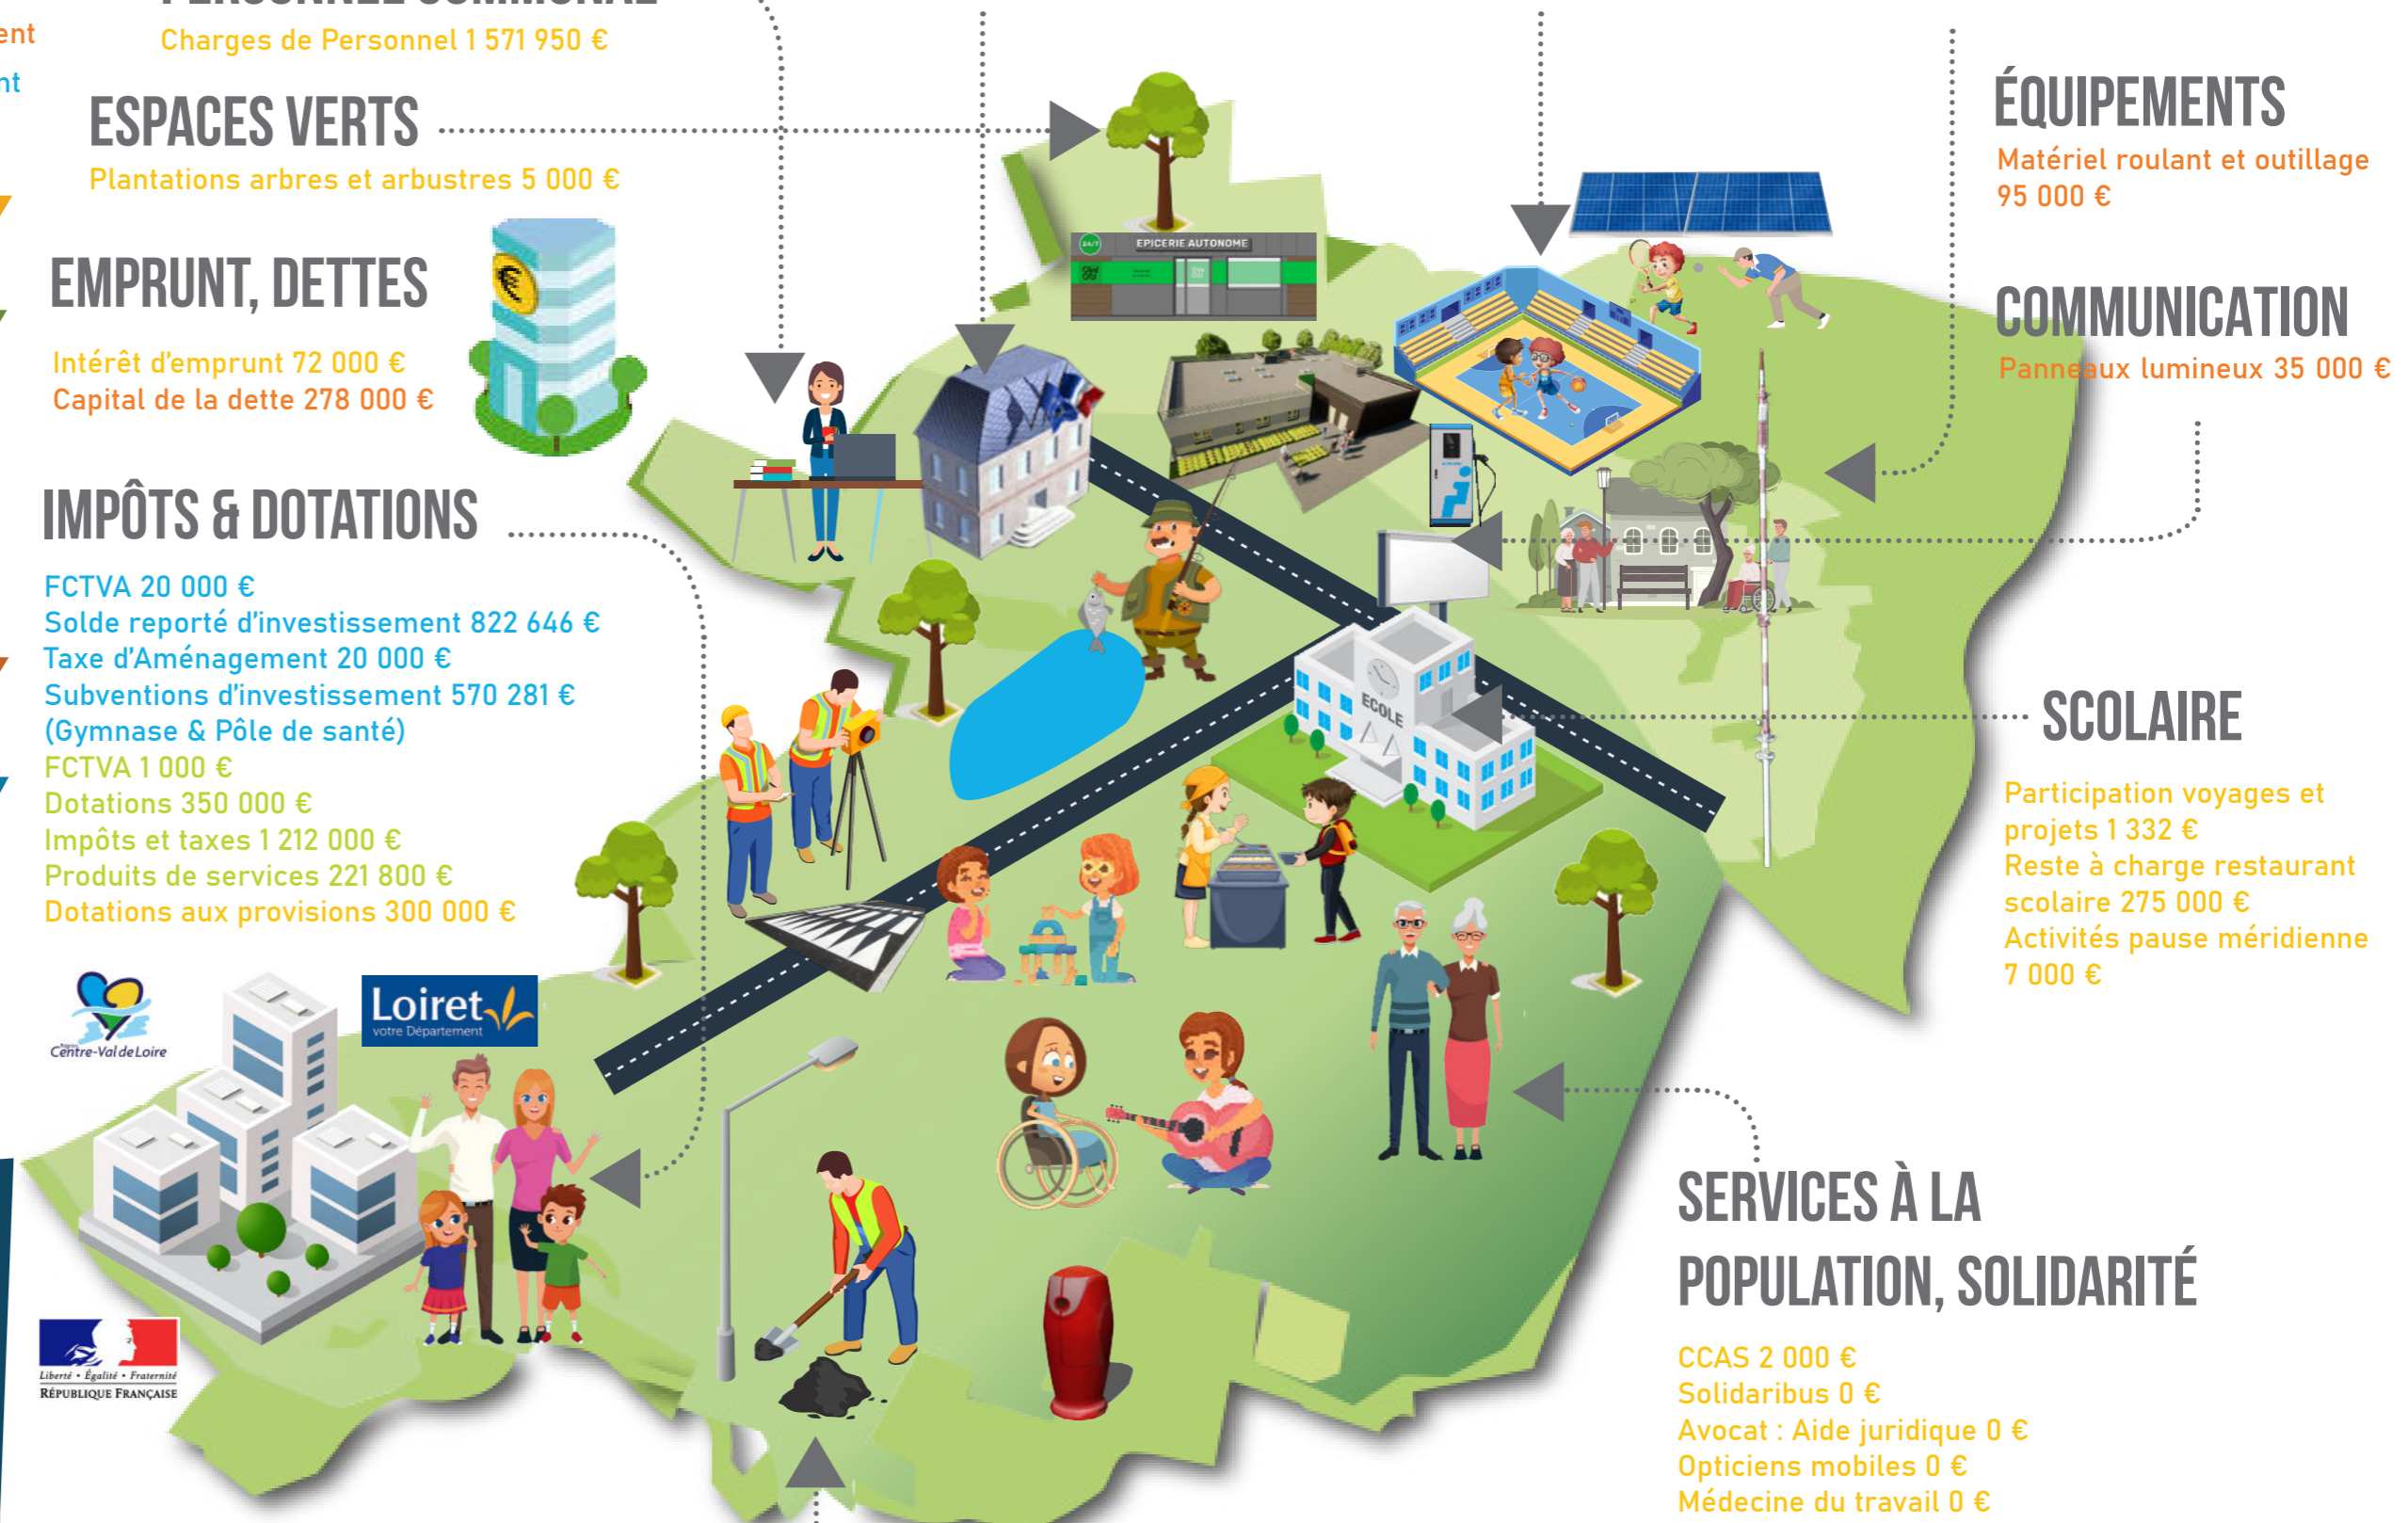 PERSONNEL COMMUNAL
Charges de Personnel 1 571 950 €
ESPACES VERTS
Plantations arbres et arbustres 5 000 €
EMPRUNT, DETTES
Intérêt d'emprunt 72 000 €
Capital de la dette 278 000 €
IMPÔTS & DOTATIONS
FCTVA 20 000 €
Solde reporté d'investissement 822 646 €
Taxe d'Aménagement 20 000 €
Subventions d'investissement 570 281 €
(Gymnase & Pôle de santé)
FCTVA 1 000 €
Dotations 350 000 €
Impôts et taxes 1 212 000 €
Produits de services 221 800 €
Dotations aux provisions 300 000 €
Centre-Val de Loire
Loiret
votre Département
Liberté • Égalité • Fraternité
RÉPUBLIQUE FRANÇAISE
24/7
EPICERIE AUTONOME
ECOLE
ÉQUIPEMENTS
Matériel roulant et outillage
95 000 €
COMMUNICATION
Panneaux lumineux 35 000 €
SCOLAIRE
Participation voyages et
projets 1 332 €
Reste à charge restaurant
scolaire 275 000 €
Activités pause méridienne
7 000 €
SERVICES À LA
POPULATION, SOLIDARITÉ
CCAS 2 000 €
Solidaribus 0 €
Avocat : Aide juridique 0 €
Opticiens mobiles 0 €
Médecine du travail 0 €